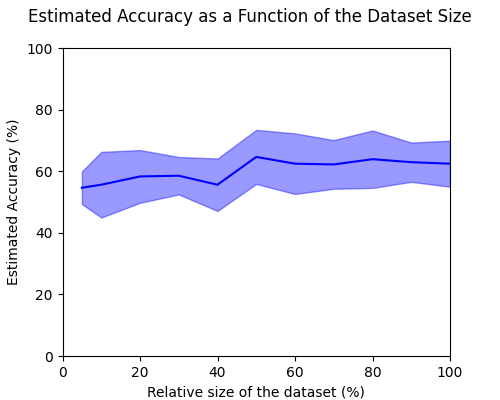 Estimated Accuracy as a Function of the Dataset Size
100
80
60
40
20
0
Estimated Accuracy (%)
0 20 40 60 80 100
Relative size of the dataset (%)